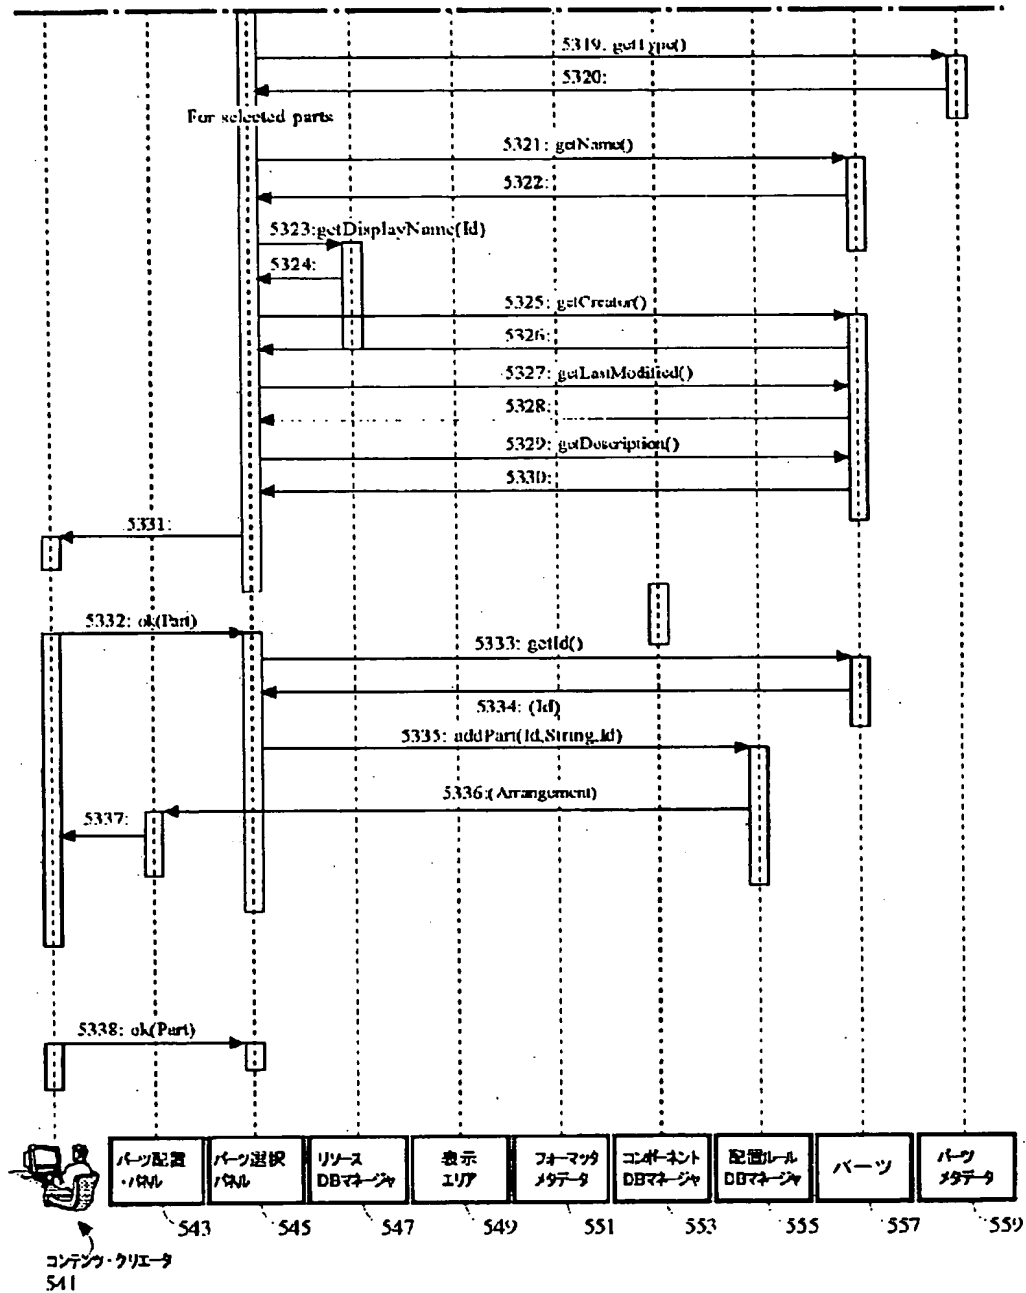 5319: getType()
5320:
For selected parts
5321: getName()
5322:
5323:getDisplayName(Id)
5324:
5325: getCreator()
5326:
5327: getLastModified()
5328:
5329: getDescription()
5330:
5331:
5332: ok(Part)
5333: getId()
5334: (Id)
5335: addPart(Id,String,Id)
5336:(Arrangement)
5337:
5338: ok(Part)
パーツ配置
・パネル
パーツ選択
パネル
リソース
DBマネージャ
表示
エリア
フォーマッタ
メタデータ
コンポーネント
DBマネージャ
配置ルール
DBマネージャ
パーツ
パーツ
メタデータ
543
545
547
549
551
553
555
557
559
コンテンツ・クリエータ
541